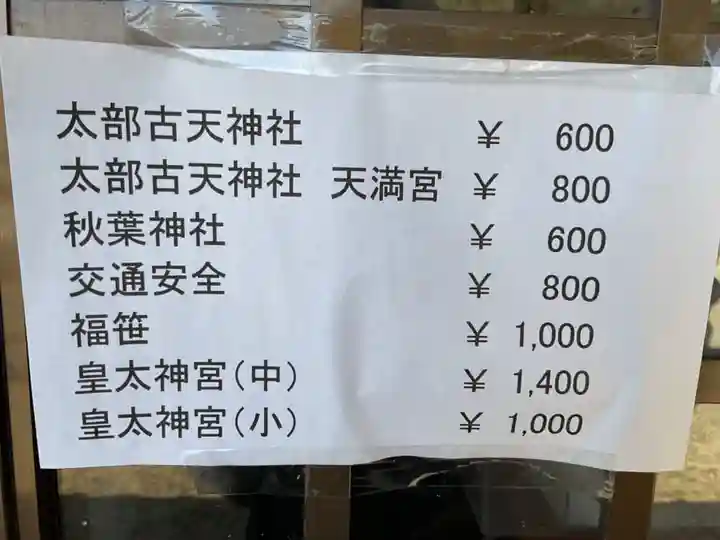 太部古天神社 ¥ 600
太部古天神社 天満宮 ¥ 800
秋葉神社 ¥ 600
交通安全 ¥ 800
福笹 ¥ 1,000
皇太神宮(中) ¥ 1,400
皇太神宮(小) ¥ 1,000